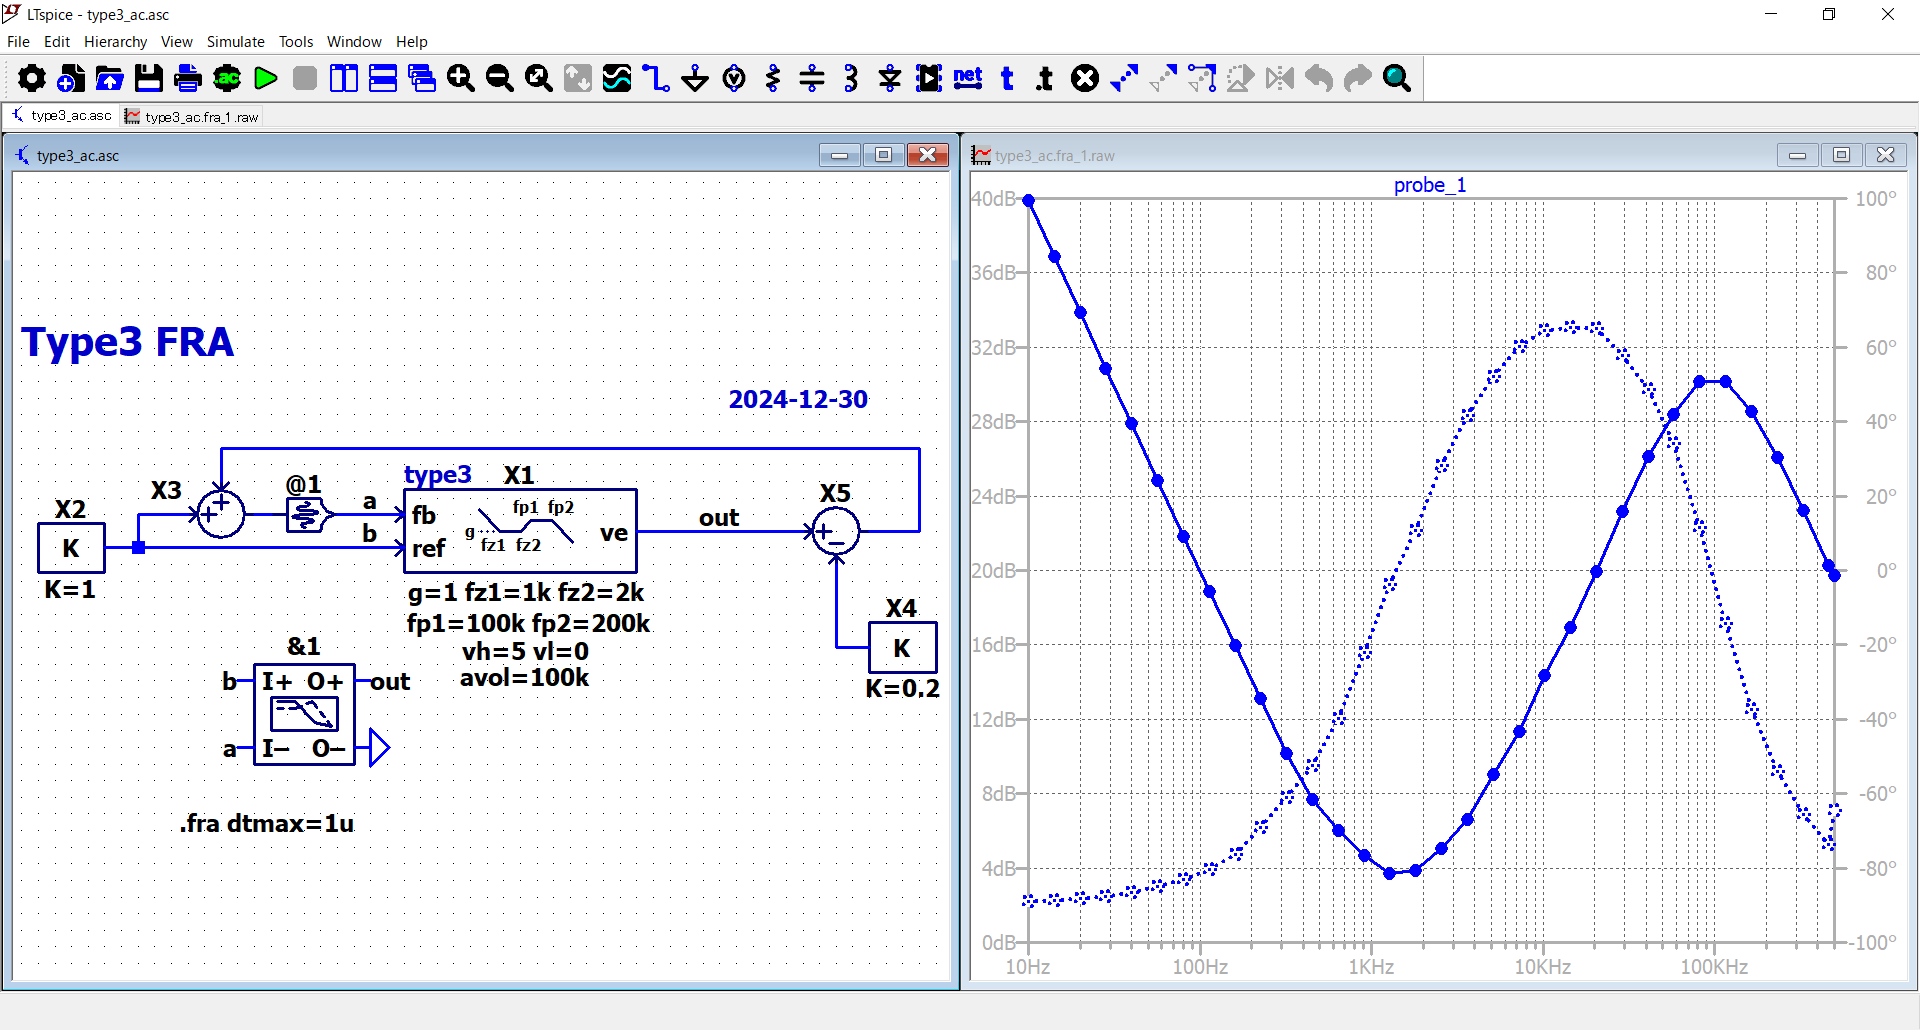 LTspice - type3_ac.asc
File Edit Hierarchy View Simulate Tools Window Help
.ac
net
t
.t
type3_ac.asc
type3_ac.fra_1.raw
type3_ac.asc
Type3 FRA
2024-12-30
X2
K
K=1
X3
+
+
@1
a
b
type3
X1
fb
ref
g
fp1 fp2
fz1 fz2
ve
g=1 fz1=1k fz2=2k
fp1=100k fp2=200k
vh=5 vl=0
avol=100k
out
X5
+
−
X4
K
K=0.2
&1
b
I+ O+
out
a
I− O−
.fra dtmax=1u
type3_ac.fra_1.raw
probe_1
40dB
36dB
32dB
28dB
24dB
20dB
16dB
12dB
8dB
4dB
0dB
100°
80°
60°
40°
20°
0°
-20°
-40°
-60°
-80°
-100°
10Hz 100Hz 1KHz 10KHz 100KHz